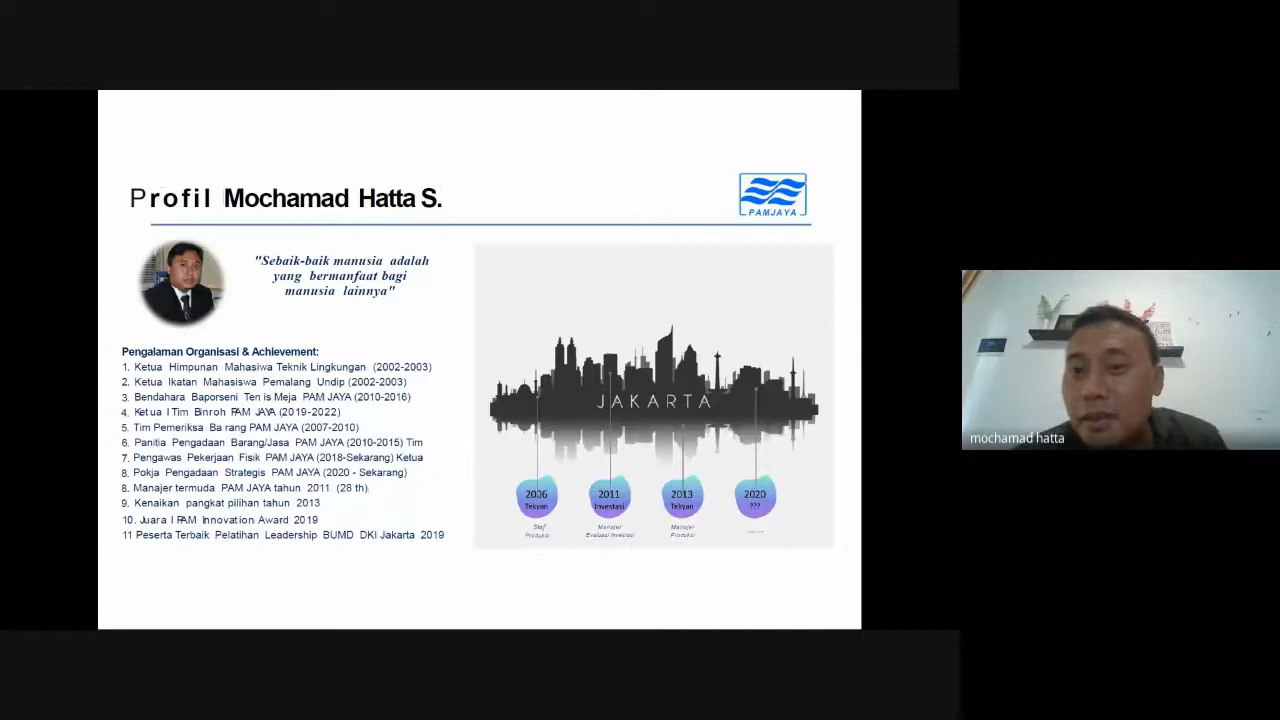 Profil Mochamad Hatta S.
PAMJAYA
"Sebaik-baik manusia adalah
yang bermanfaat bagi
manusia lainnya"
Pengalaman Organisasi & Achievement:
1. Ketua Himpunan Mahasiwa Teknik Lingkungan (2002-2003)
2. Ketua Ikatan Mahasiswa Pemalang Undip (2002-2003)
3. Bendahara Baporseni Ten is Meja PAM JAYA (2010-2016)
4. Ketua I Tim Binroh PAM JAYA (2019-2022)
5. Tim Pemeriksa Ba rang PAM JAYA (2007-2010)
6. Panitia Pengadaan Barang/Jasa PAM JAYA (2010-2015) Tim
7. Pengawas Pekerjaan Fisik PAM JAYA (2018-Sekarang) Ketua
8. Pokja Pengadaan Strategis PAM JAYA (2020 - Sekarang)
8. Manajer termuda PAM JAYA tahun 2011 (28 th).
9. Kenaikan pangkat pilihan tahun 2013
10. Juara I PAM Innovation Award 2019
11 Peserta Terbaik Pelatihan Leadership BUMD DKI Jakarta 2019
JAKARTA
2006
Tekyan
Staf
Produksi
2011
Investasi
Manajer
Evaluasi Investasi
2013
Tekyan
Manajer
Produksi
2020
???
mochamad hatta